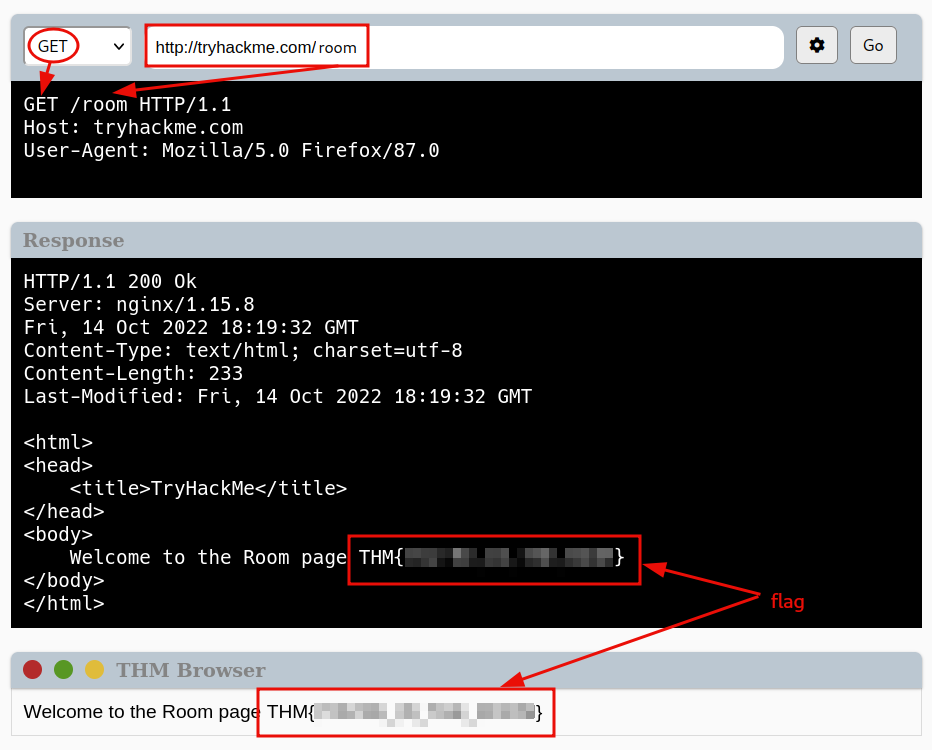 GET
http://tryhackme.com/room
Go
GET /room HTTP/1.1
Host: tryhackme.com
User-Agent: Mozilla/5.0 Firefox/87.0
Response
HTTP/1.1 200 Ok
Server: nginx/1.15.8
Fri, 14 Oct 2022 18:19:32 GMT
Content-Type: text/html; charset=utf-8
Content-Length: 233
Last-Modified: Fri, 14 Oct 2022 18:19:32 GMT
<html>
<head>
    <title>TryHackMe</title>
</head>
<body>
    Welcome to the Room page THM{}
</body>
</html>
flag
THM Browser
Welcome to the Room page THM{}